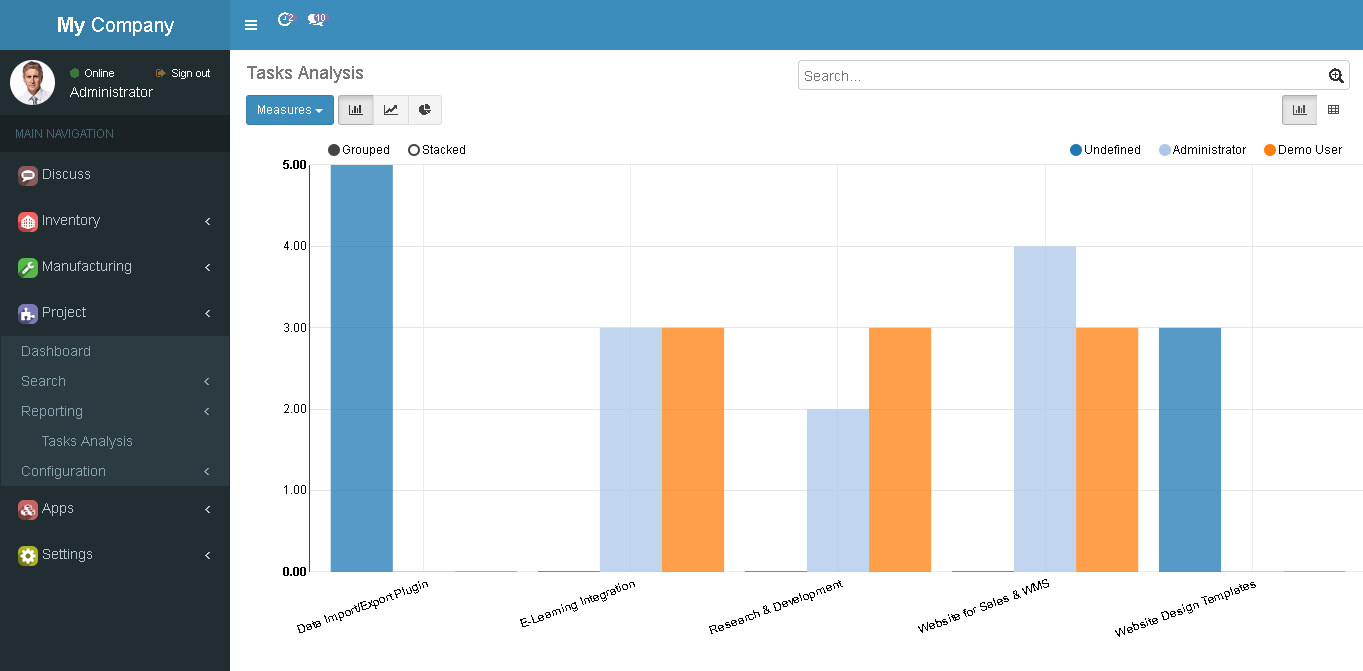 My Company
2
10
Online
Sign out
Administrator
MAIN NAVIGATION
Discuss
Inventory
Manufacturing
Project
Dashboard
Search
Reporting
Tasks Analysis
Configuration
Apps
Settings
Tasks Analysis
Search...
Measures
Grouped
Stacked
Undefined
Administrator
Demo User
5.00
4.00
3.00
2.00
1.00
0.00
Data Import/Export Plugin
E-Learning Integration
Research & Development
Website for Sales & WMS
Website Design Templates